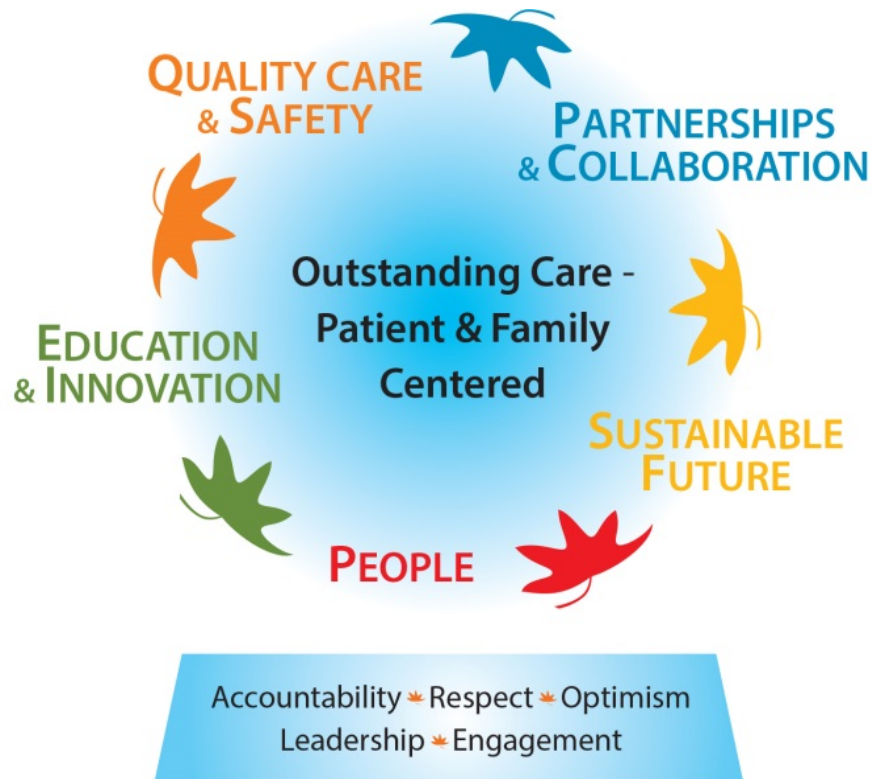 QUALITY CARE
& SAFETY
PARTNERSHIPS
& COLLABORATION
Outstanding Care -
Patient & Family
Centered
EDUCATION
& INNOVATION
SUSTAINABLE
FUTURE
PEOPLE
Accountability Respect Optimism
Leadership Engagement